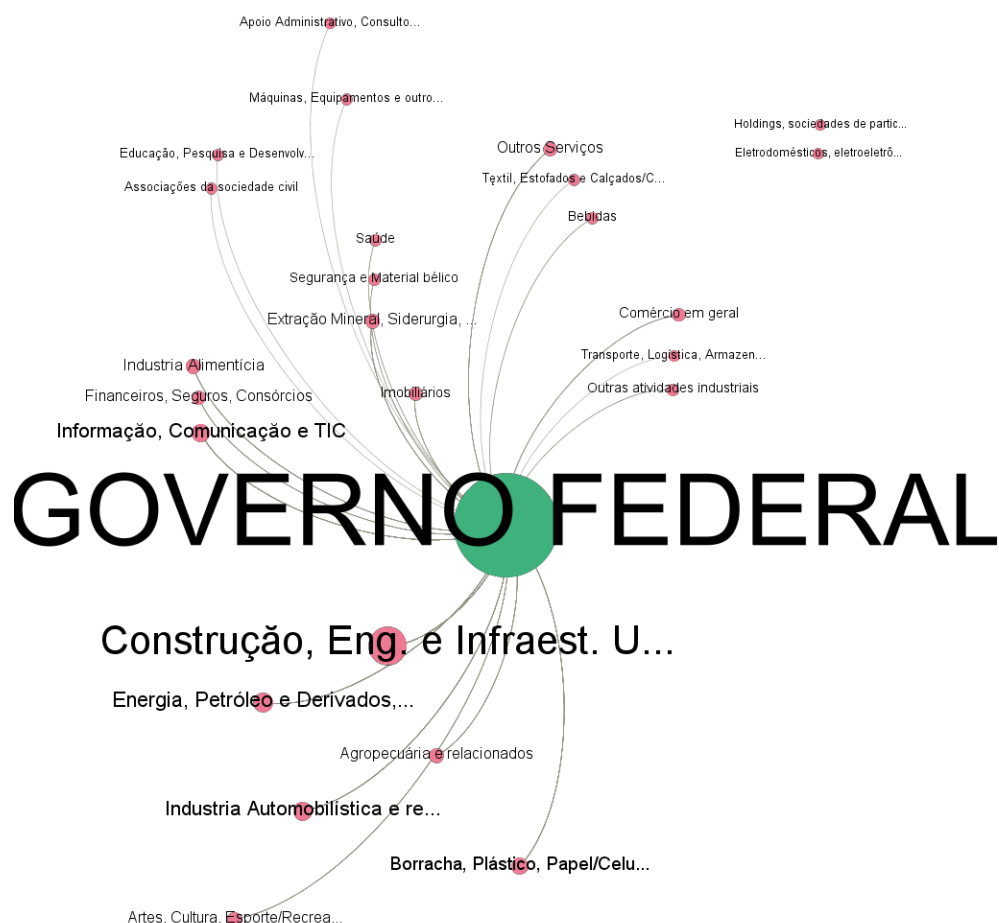 Apoio Administrativo, Consulto...
Máquinas, Equipamentos e outro...
Holdings, sociedades de partic...
Outros Serviços
Educação, Pesquisa e Desenvolv...
Eletrodomésticos, eletroeletrô...
Têxtil, Estofados e Calçados/C...
Associações da sociedade civil
Bebidas
Saúde
Segurança e Material bélico
Comércio em geral
Extração Mineral, Siderurgia, ...
Transporte, Logística, Armazen...
Industria Alimentícia
Outras atividades industriais
Imobiliários
Financeiros, Seguros, Consórcios
Informação, Comunicação e TIC
GOVERNO FEDERAL
Construção, Eng. e Infraest. U...
Energia, Petróleo e Derivados,...
Agropecuária e relacionados
Industria Automobilística e re...
Borracha, Plástico, Papel/Celu...
Artes, Cultura, Esporte/Recrea...